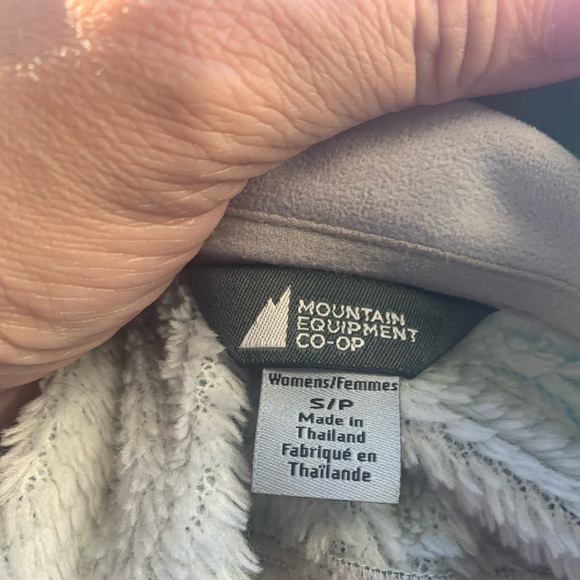 MOUNTAIN
EQUIPMENT
CO-OP
Womens/Femmes
S/P
Made in
Thailand
Fabriqué en
Thaïlande